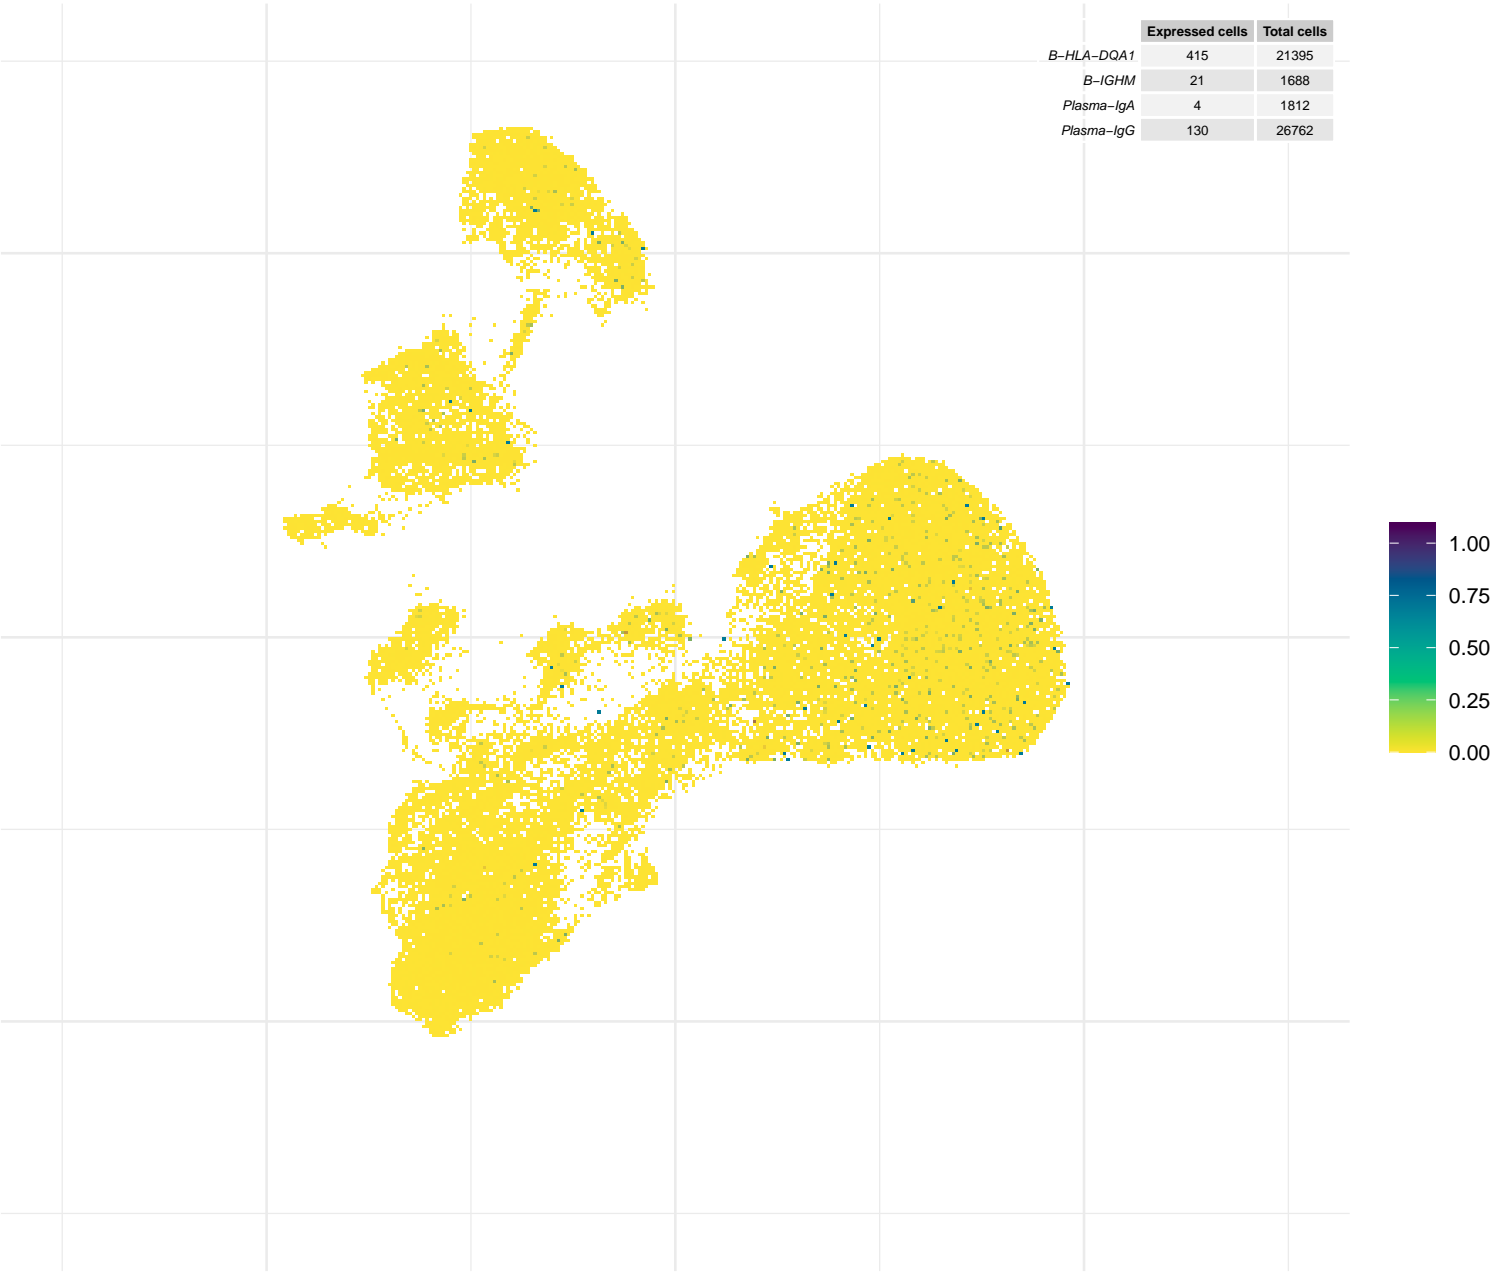 Expressed cells Total cells
B−HLA−DQA1 415 21395
B−IGHM 21 1688
Plasma−IgA 4 1812
Plasma−IgG 130 26762
1.00
0.75
0.50
0.25
0.00